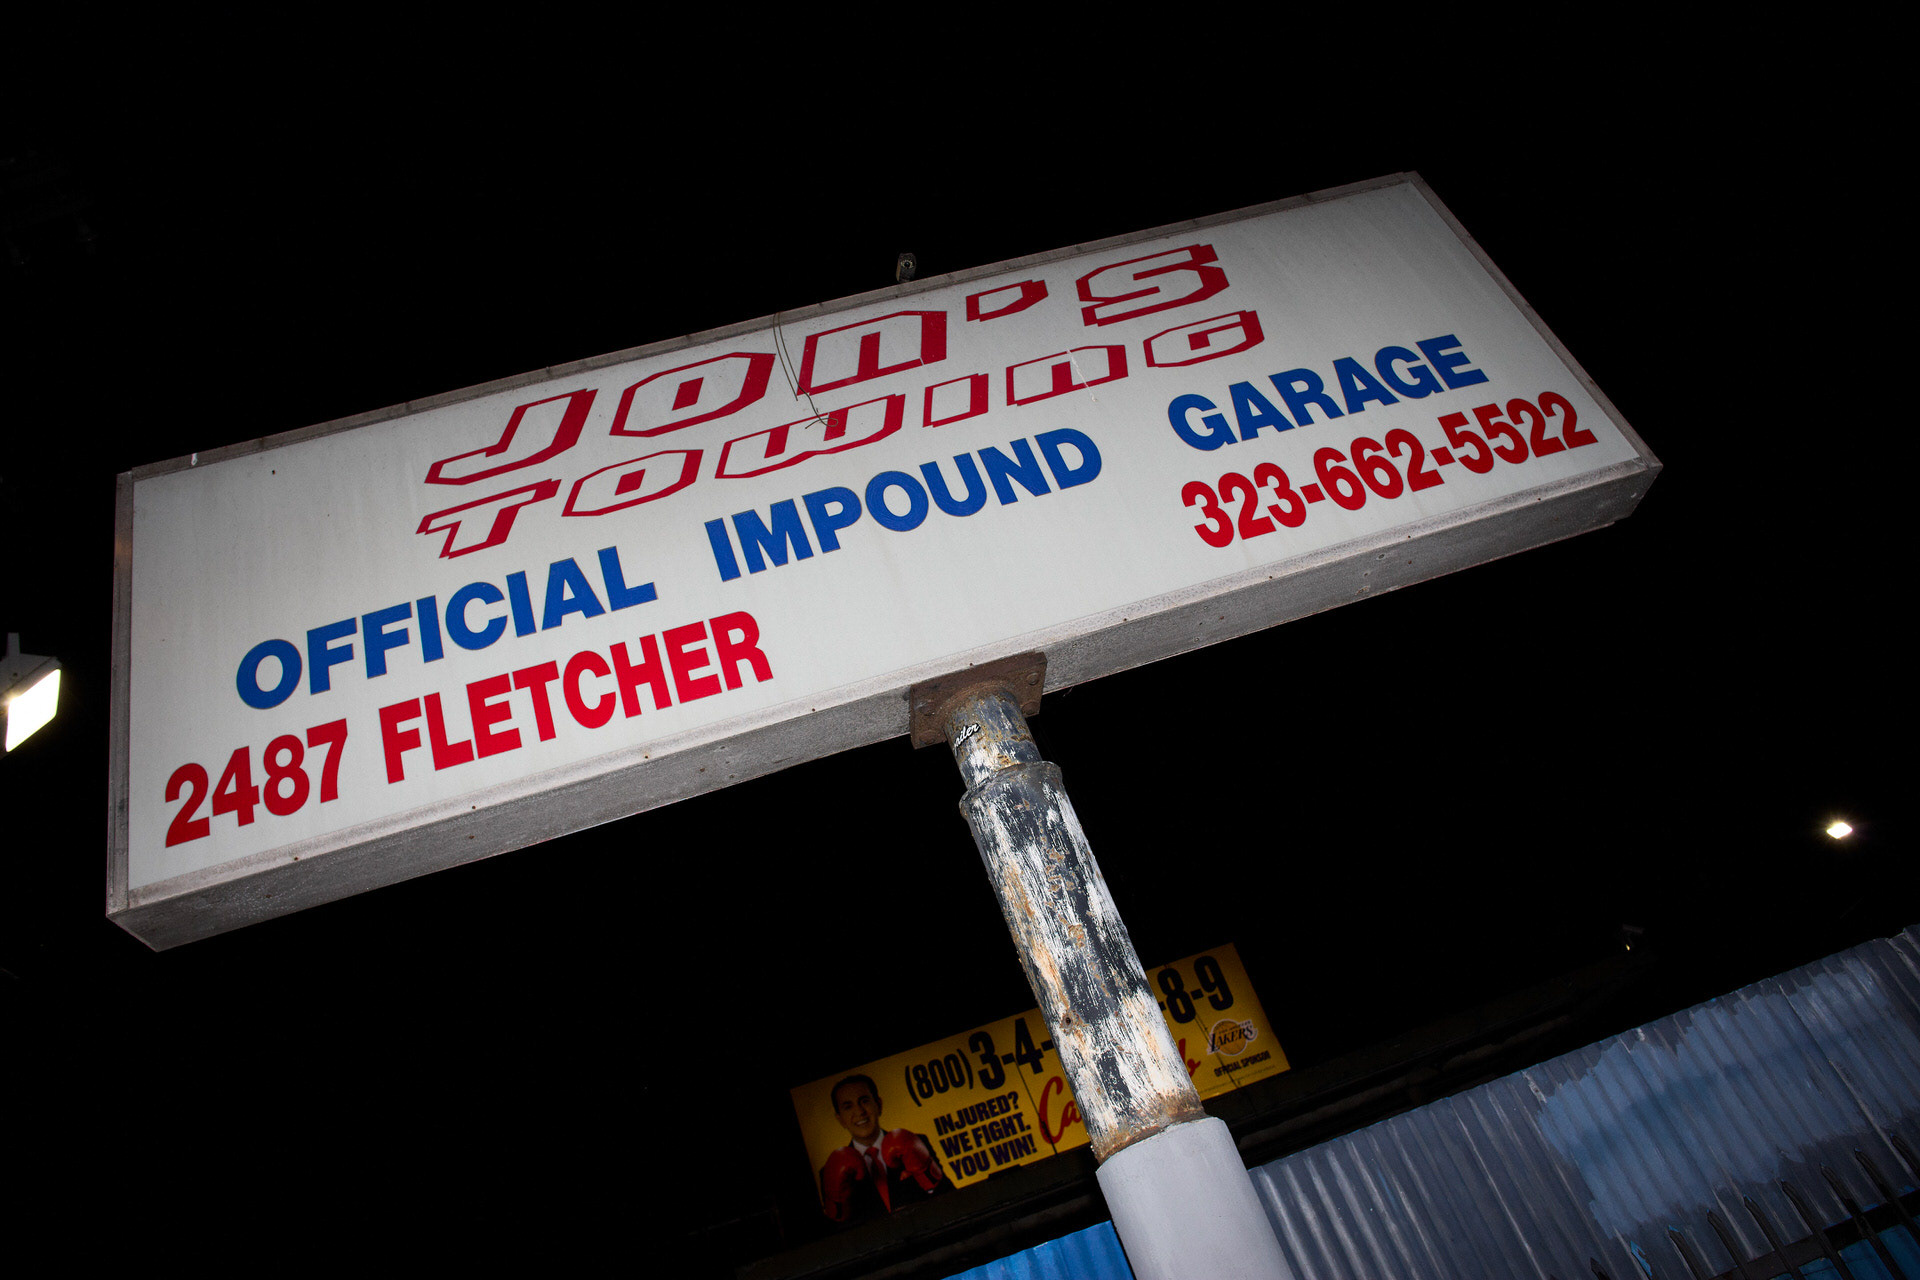 JON'S
TOWING
OFFICIAL IMPOUND GARAGE
2487 FLETCHER 323-662-5522
(800) 3-4- -8-9
INJURED?
WE FIGHT.
YOU WIN!
Ca
LAKERS
OFFICIAL SPONSOR